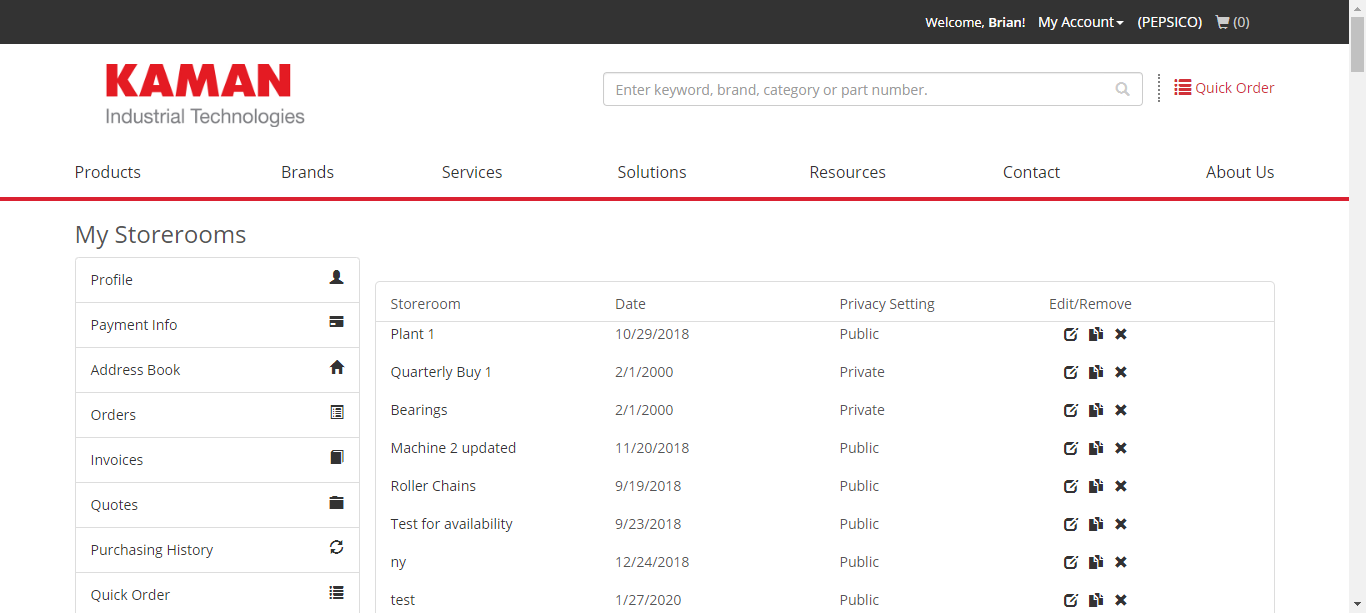 Welcome, Brian! My Account (PEPSICO) (0)
KAMAN
Industrial Technologies
Enter keyword, brand, category or part number.
Quick Order
Products Brands Services Solutions Resources Contact About Us
My Storerooms
Profile
Payment Info
Address Book
Orders
Invoices
Quotes
Purchasing History
Quick Order
Storeroom Date Privacy Setting Edit/Remove
Plant 1 10/29/2018 Public
Quarterly Buy 1 2/1/2000 Private
Bearings 2/1/2000 Private
Machine 2 updated 11/20/2018 Public
Roller Chains 9/19/2018 Public
Test for availability 9/23/2018 Public
ny 12/24/2018 Public
test 1/27/2020 Public